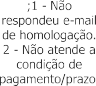 ;1 - Não
respondeu e-mail
de homologação.
2 - Não atende a
condição de
pagamento/prazo